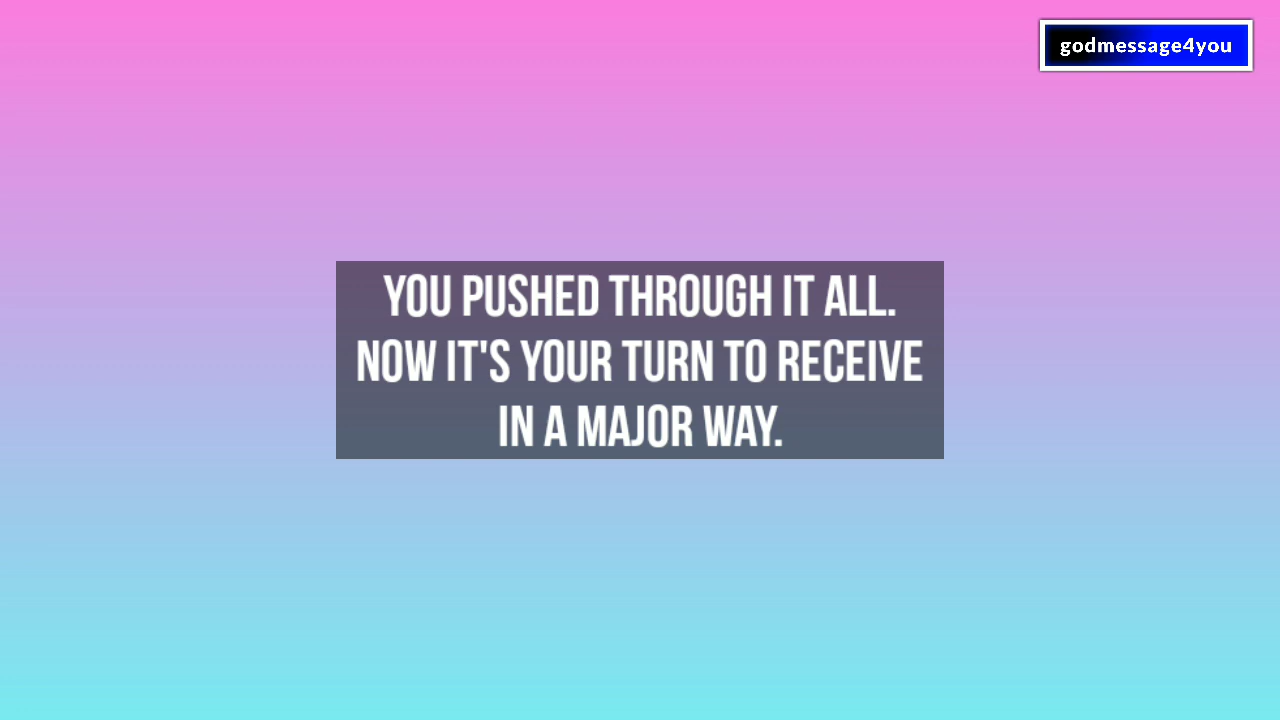 godmessage4you
YOU PUSHED THROUGH IT ALL.
NOW IT'S YOUR TURN TO RECEIVE
IN A MAJOR WAY.